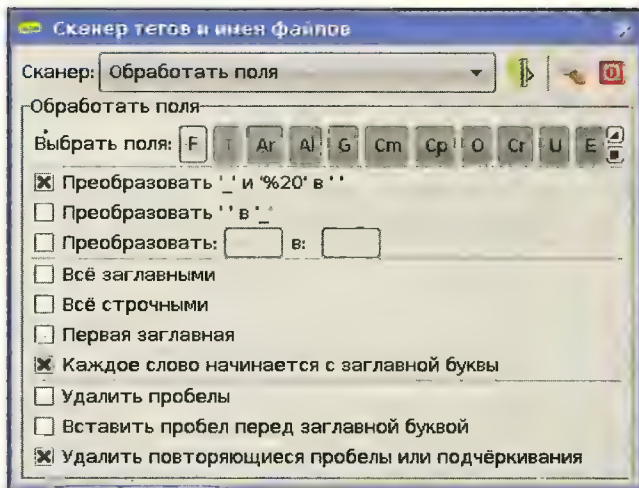 Сканер тегов и имен файлов
Сканер: Обработать поля
Обработать поля
Выбрать поля: F T Ar Al G Cm Cp O Cr U E
Преобразовать '_' и '%20' в ' '
Преобразовать ' ' в '_'
Преобразовать: в:
Всё заглавными
Всё строчными
Первая заглавная
Каждое слово начинается с заглавной буквы
Удалить пробелы
Вставить пробел перед заглавной буквой
Удалить повторяющиеся пробелы или подчёркивания